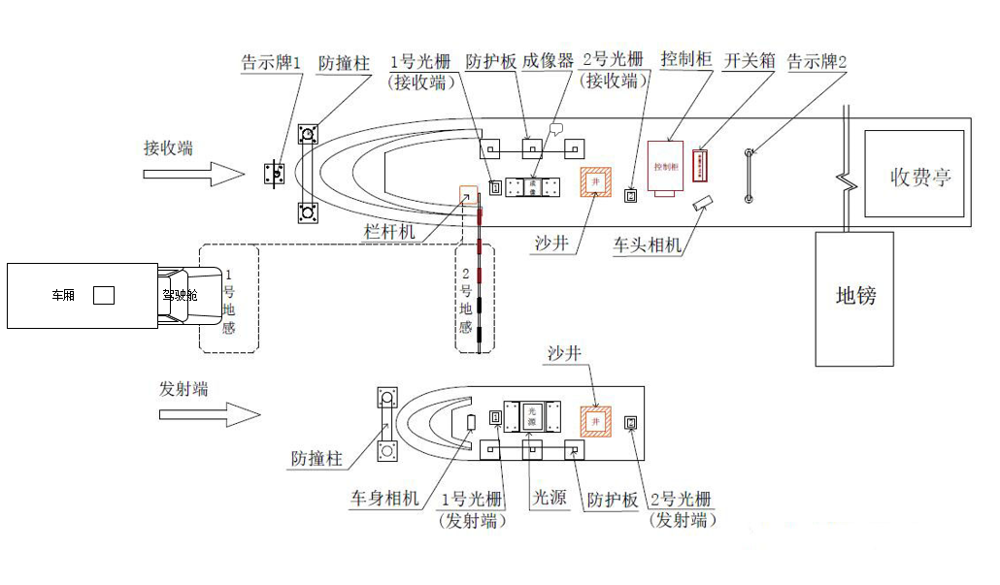 告示牌1
防撞柱
1号光栅
(接收端)
防护板
成像器
2号光栅
(接收端)
控制柜
开关箱
告示牌2
接收端
控制柜
成
像
井
收费亭
栏杆机
沙井
车头相机
1
号
地
感
2
号
地
感
车厢
驾驶舱
地镑
沙井
发射端
光
源
井
防撞柱
车身相机
1号光栅
(发射端)
光源
防护板
2号光栅
(发射端)